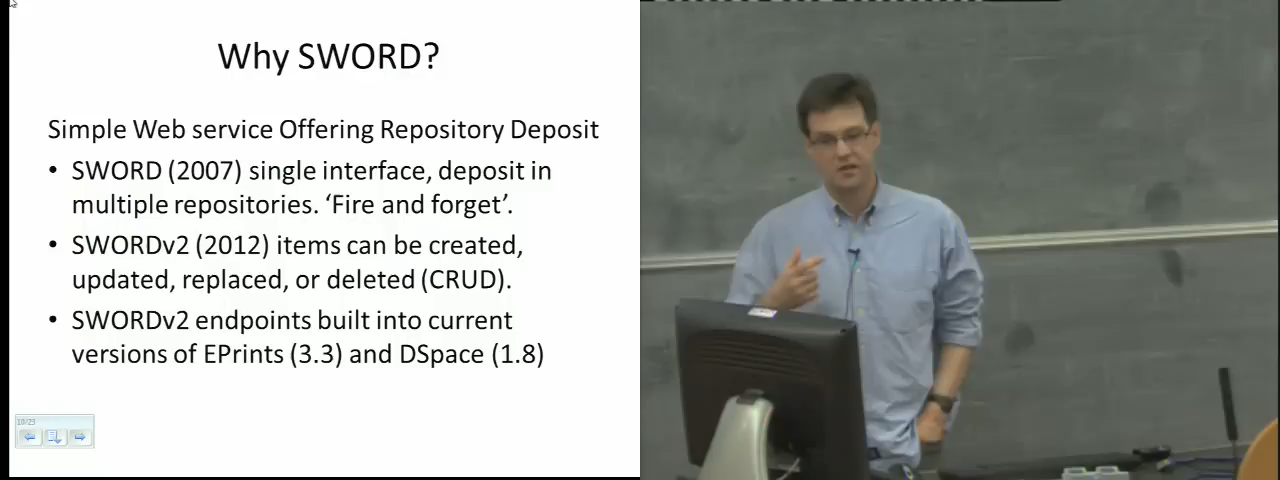 Why SWORD?
Simple Web service Offering Repository Deposit
• SWORD (2007) single interface, deposit in
multiple repositories. ‘Fire and forget’.
• SWORDv2 (2012) items can be created,
updated, replaced, or deleted (CRUD).
• SWORDv2 endpoints built into current
versions of EPrints (3.3) and DSpace (1.8)
10/23